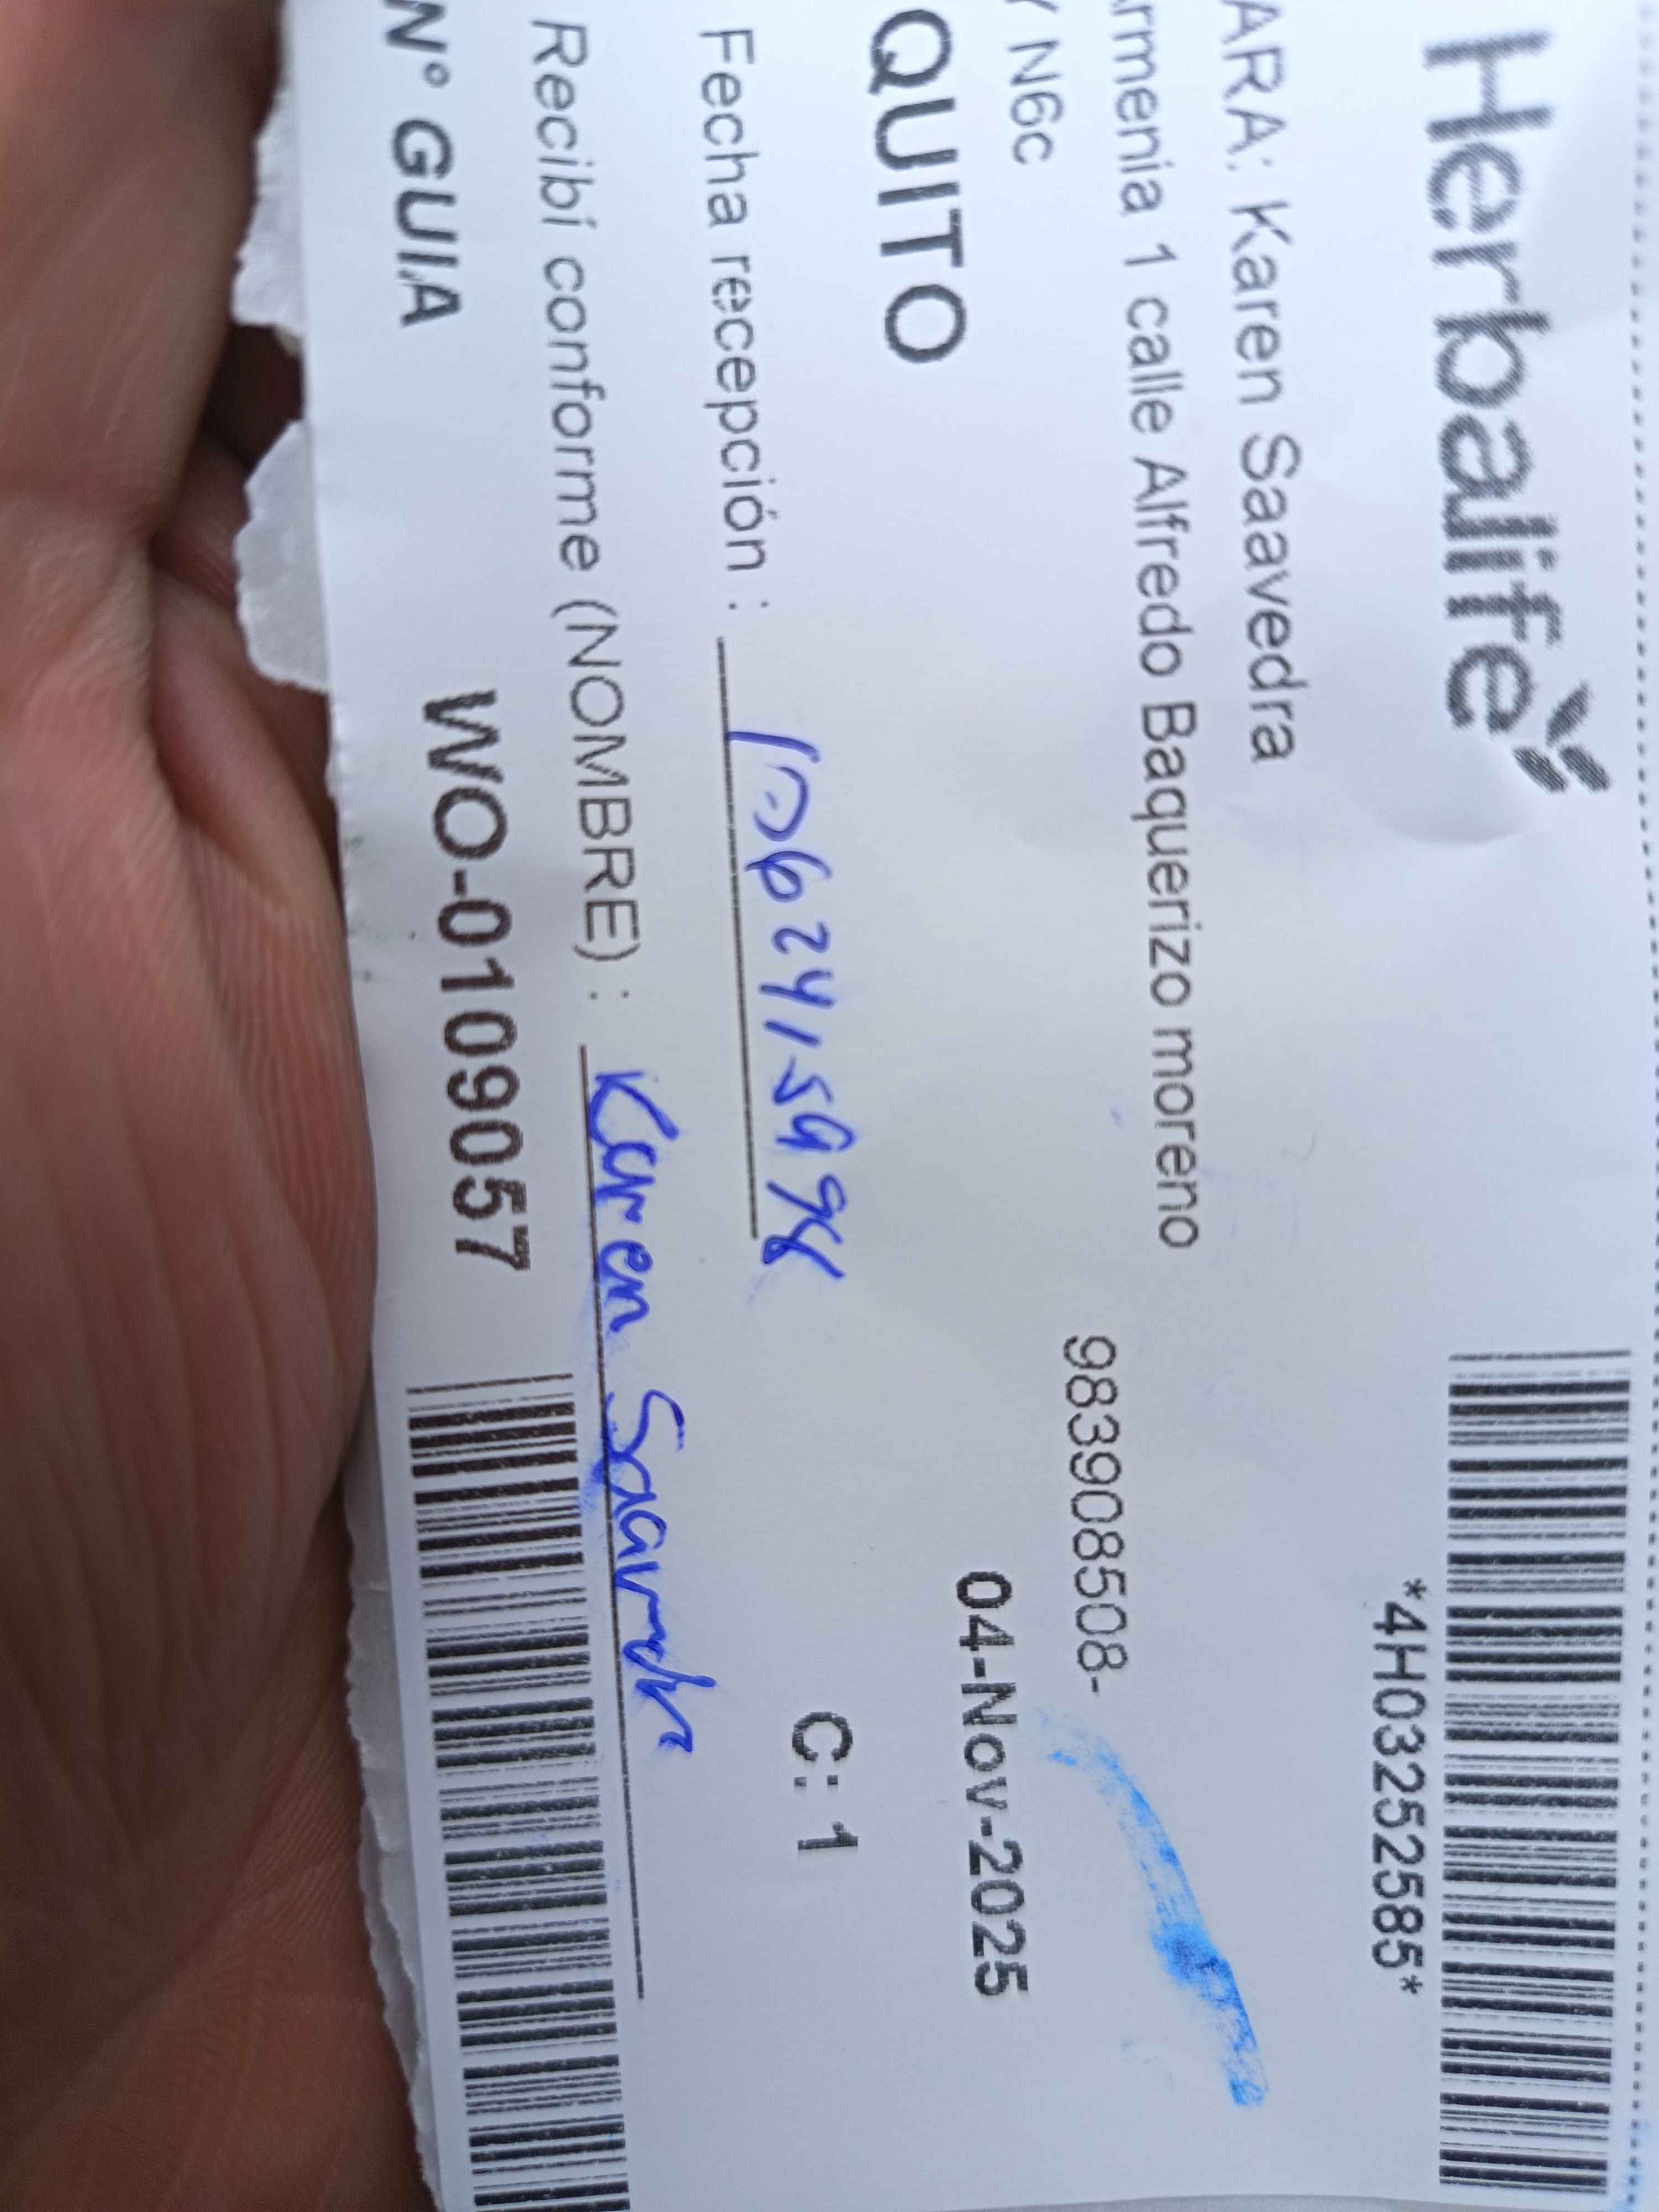 Herbalife
*4H03252585*
ARA: Karen Saavedra
rmenia 1 calle Alfredo Baquerizo moreno
Y N6c
983908508-
QUITO
04-Nov-2025
C: 1
Fecha recepción :
Recibí conforme (NOMBRE) : Karen Saavedra
N° GUIA WO-0109057